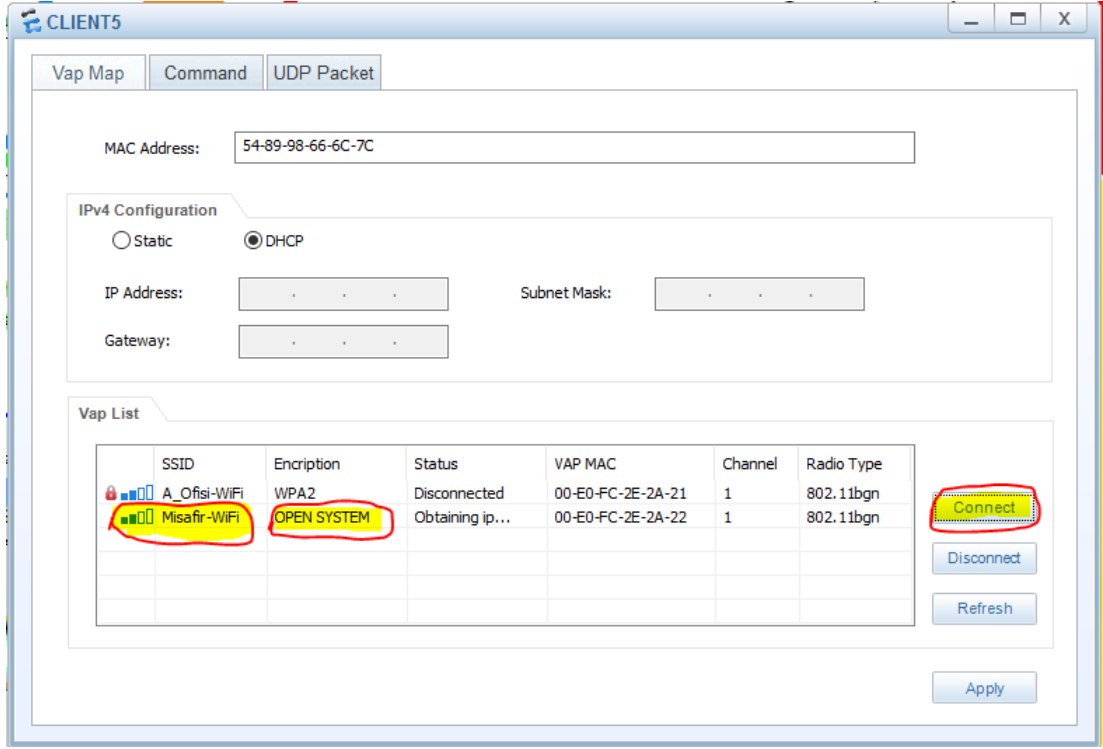 CLIENT5
Vap Map Command UDP Packet
MAC Address: 54-89-98-66-6C-7C
IPv4 Configuration
Static DHCP
IP Address: . . . Subnet Mask: . . .
Gateway: . . .
Vap List
SSID Encription Status VAP MAC Channel Radio Type
A_Ofisi-WiFi WPA2 Disconnected 00-E0-FC-2E-2A-21 1 802.11bgn
Misafir-WiFi OPEN SYSTEM Obtaining ip... 00-E0-FC-2E-2A-22 1 802.11bgn
Connect
Disconnect
Refresh
Apply